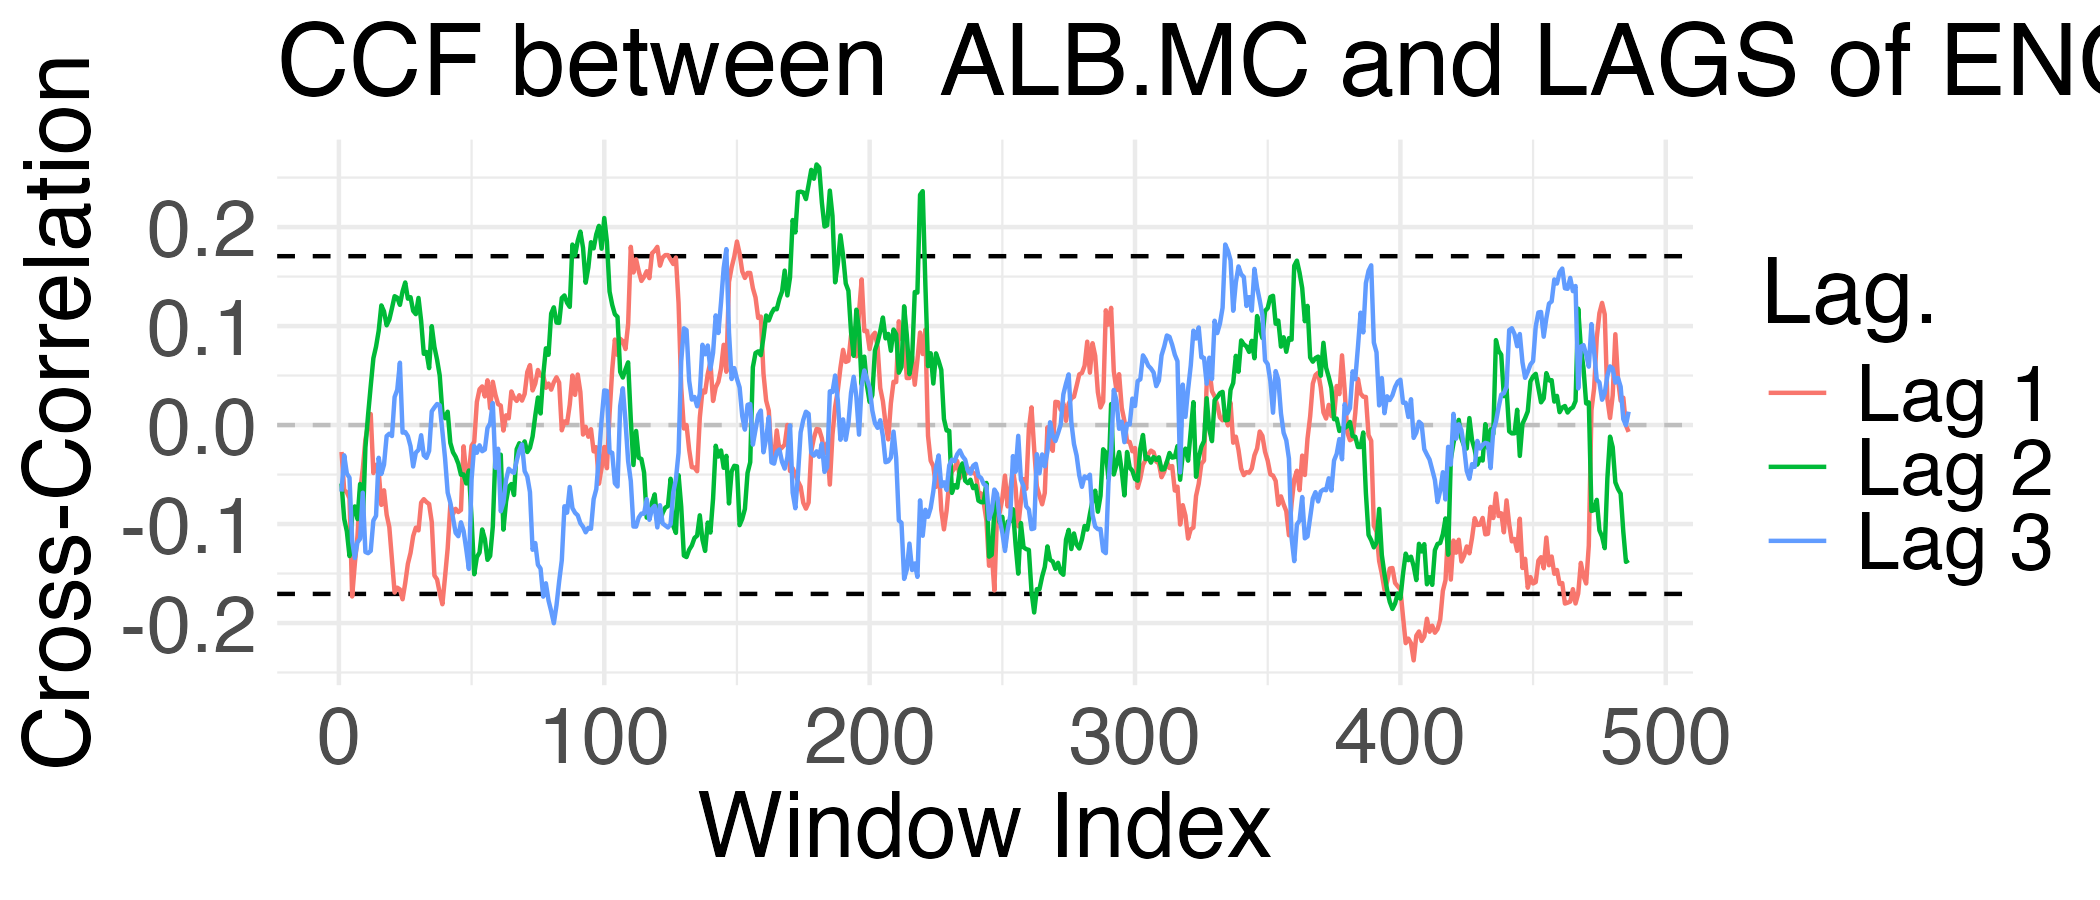 CCF between ALB.MC and LAGS of EN
Cross-Correlation
0.2
0.1
0.0
-0.1
-0.2
0 100 200 300 400 500
Window Index
Lag.
Lag 1
Lag 2
Lag 3